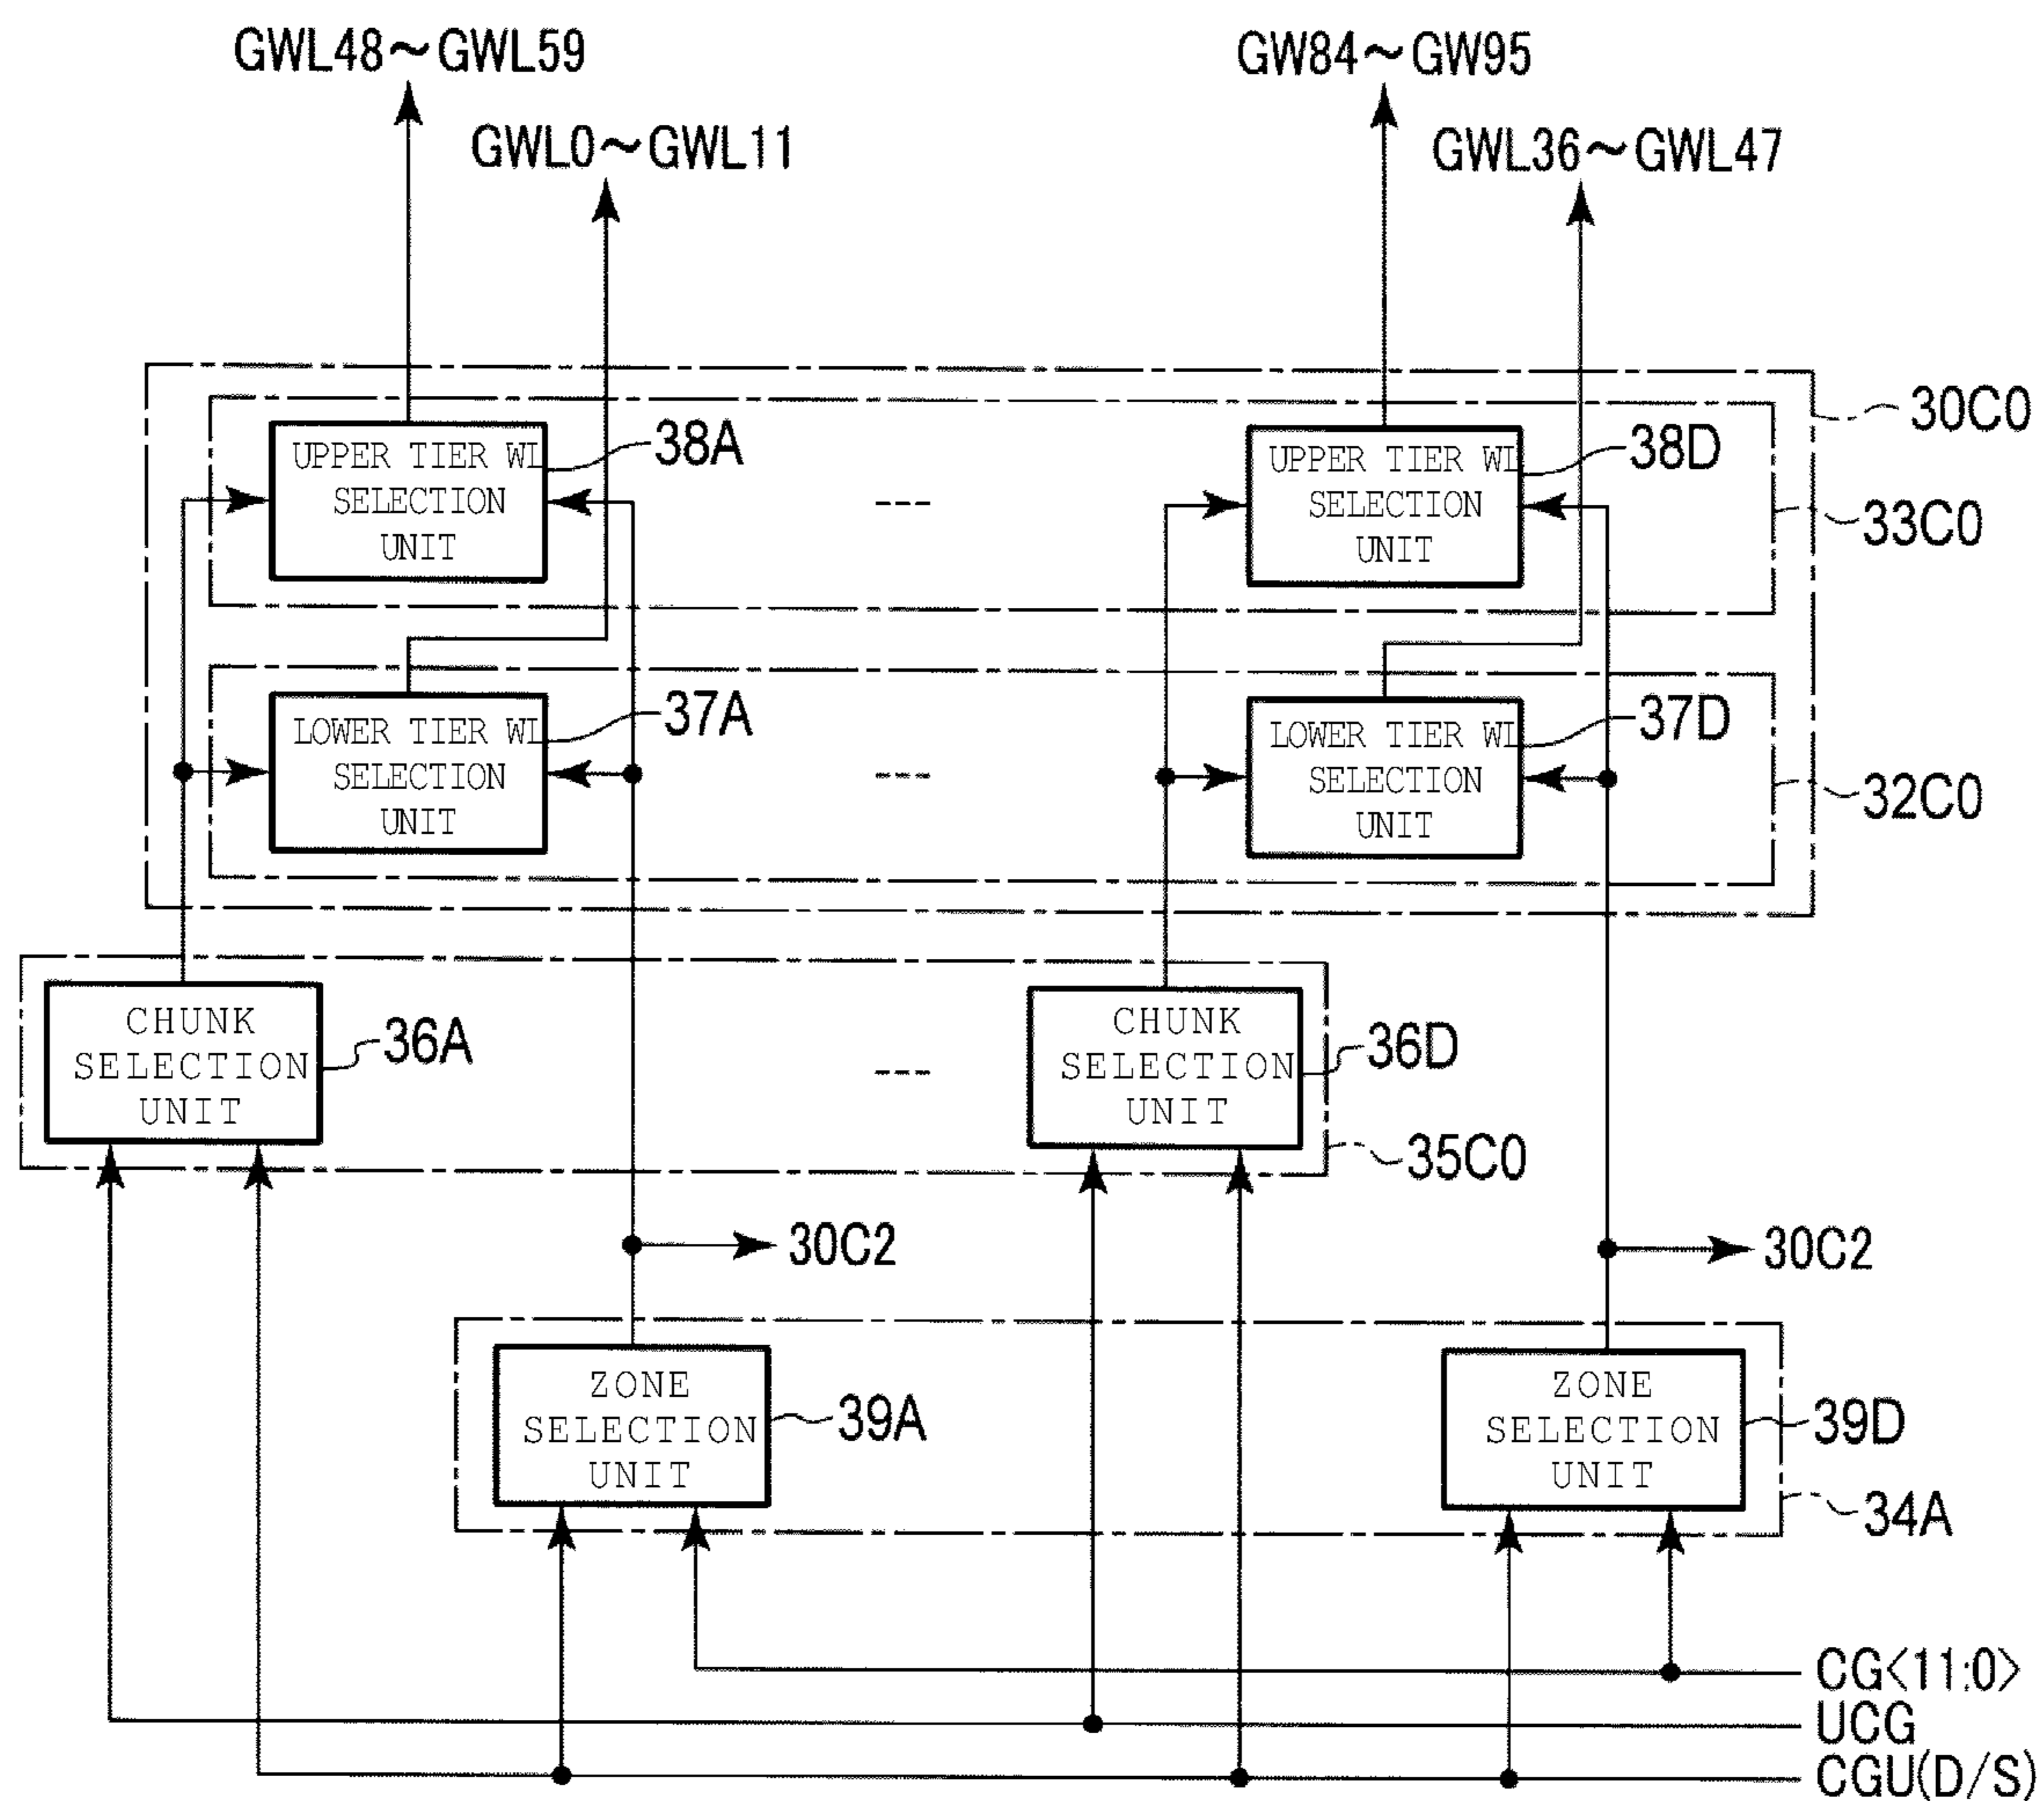 GWL48～GWL59
GW84～GW95
GWL0～GWL11
GWL36～GWL47
30C0
UPPER TIER WL
SELECTION
UNIT
38A
---
UPPER TIER WL
SELECTION
UNIT
38D
33C0
LOWER TIER WL
SELECTION
UNIT
37A
---
LOWER TIER WL
SELECTION
UNIT
37D
32C0
CHUNK
SELECTION
UNIT
36A
---
CHUNK
SELECTION
UNIT
36D
35C0
30C2
30C2
ZONE
SELECTION
UNIT
39A
ZONE
SELECTION
UNIT
39D
34A
CG<11:0>
UCG
CGU(D/S)